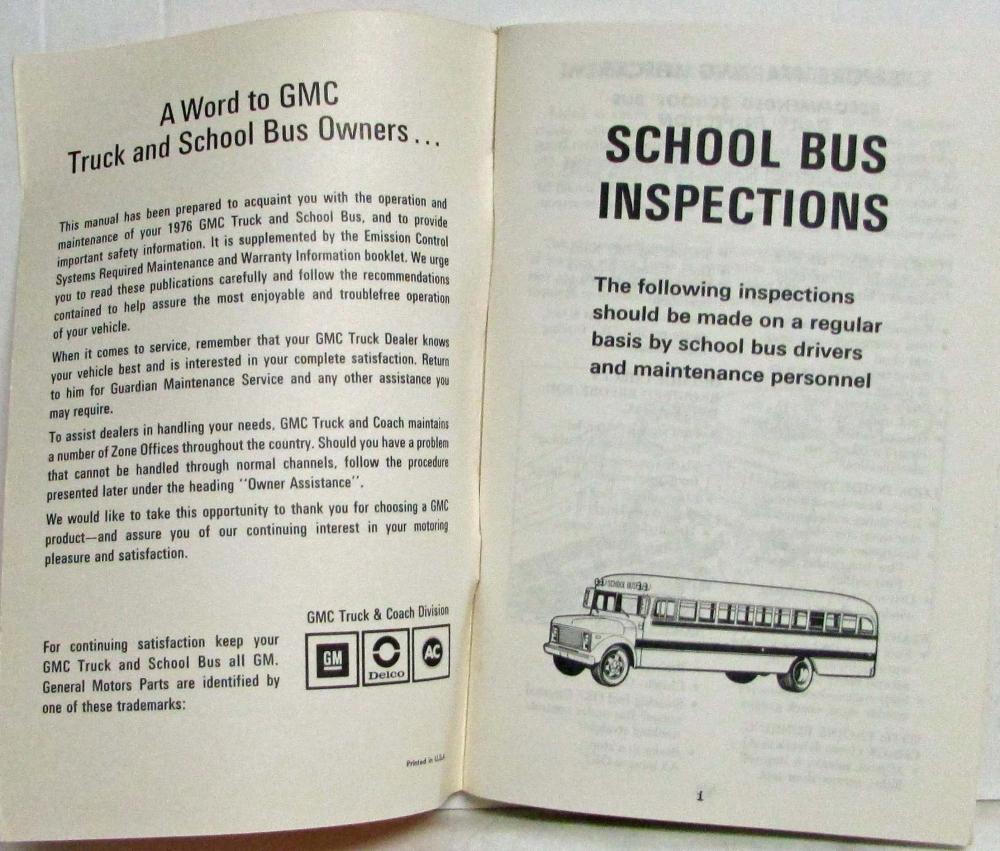 A Word to GMC
Truck and School Bus Owners...
This manual has been prepared to acquaint you with the operation and
maintenance of your 1976 GMC Truck and School Bus, and to provide
important safety information. It is supplemented by the Emission Control
Systems Required Maintenance and Warranty Information booklet. We urge
you to read these publications carefully and follow the recommendations
contained to help assure the most enjoyable and troublefree operation
of your vehicle.
When it comes to service, remember that your GMC Truck Dealer knows
your vehicle best and is interested in your complete satisfaction. Return
to him for Guardian Maintenance Service and any other assistance you
may require.
To assist dealers in handling your needs, GMC Truck and Coach maintains
a number of Zone Offices throughout the country. Should you have a problem
that cannot be handled through normal channels, follow the procedure
presented later under the heading "Owner Assistance".
We would like to take this opportunity to thank you for choosing a GMC
product—and assure you of our continuing interest in your motoring
pleasure and satisfaction.
For continuing satisfaction keep your
GMC Truck and School Bus all GM.
General Motors Parts are identified by
one of these trademarks:
GMC Truck & Coach Division
GM
Delco
AC
Printed in U.S.A.
SCHOOL BUS
INSPECTIONS
The following inspections
should be made on a regular
basis by school bus drivers
and maintenance personnel
SCHOOL BUS
1